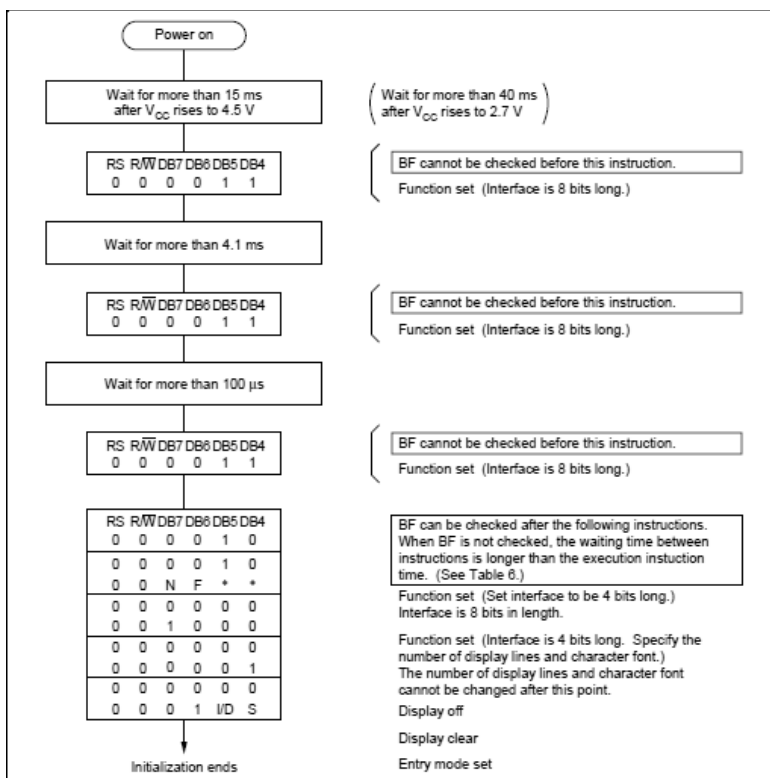 Power on
Wait for more than 15 ms
after VCC rises to 4.5 V
Wait for more than 40 ms
after VCC rises to 2.7 V
RS R/W DB7 DB6 DB5 DB4
0 0 0 0 1 1
BF cannot be checked before this instruction.
Function set (Interface is 8 bits long.)
Wait for more than 4.1 ms
RS R/W DB7 DB6 DB5 DB4
0 0 0 0 1 1
BF cannot be checked before this instruction.
Function set (Interface is 8 bits long.)
Wait for more than 100 µs
RS R/W DB7 DB6 DB5 DB4
0 0 0 0 1 1
BF cannot be checked before this instruction.
Function set (Interface is 8 bits long.)
RS R/W DB7 DB6 DB5 DB4
0 0 0 0 1 0
0 0 0 0 1 0
0 0 N F * *
0 0 0 0 0 0
0 0 1 0 0 0
0 0 0 0 0 0
0 0 0 0 0 1
0 0 0 0 0 0
0 0 0 1 I/D S
Initialization ends
BF can be checked after the following instructions.
When BF is not checked, the waiting time between
instructions is longer than the execution instuction
time. (See Table 6.)
Function set (Set interface to be 4 bits long.)
Interface is 8 bits in length.
Function set (Interface is 4 bits long. Specify the
number of display lines and character font.)
The number of display lines and character font
cannot be changed after this point.
Display off
Display clear
Entry mode set